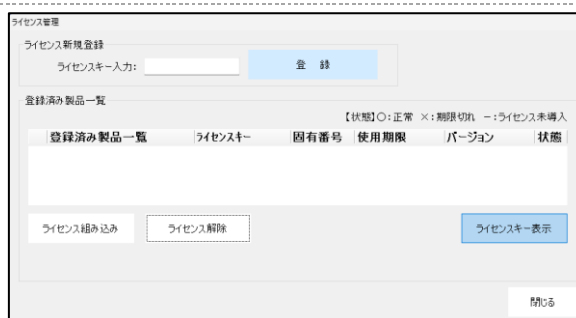 ライセンス管理
ライセンス新規登録
ライセンスキー入力:
登　録
登録済み製品一覧
【状態】○:正常 ×:期限切れ －:ライセンス未導入
登録済み製品一覧 ライセンスキー 固有番号 使用期限 バージョン 状態
ライセンス組み込み ライセンス解除 ライセンスキー表示
閉じる